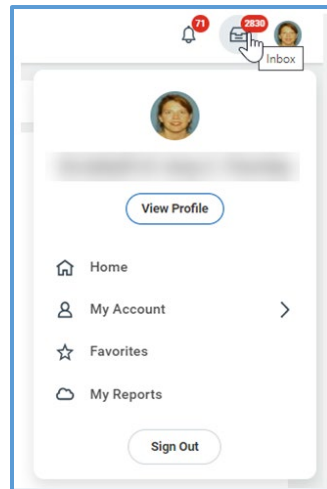 71
2830
Inbox
View Profile
Home
My Account
Favorites
My Reports
Sign Out